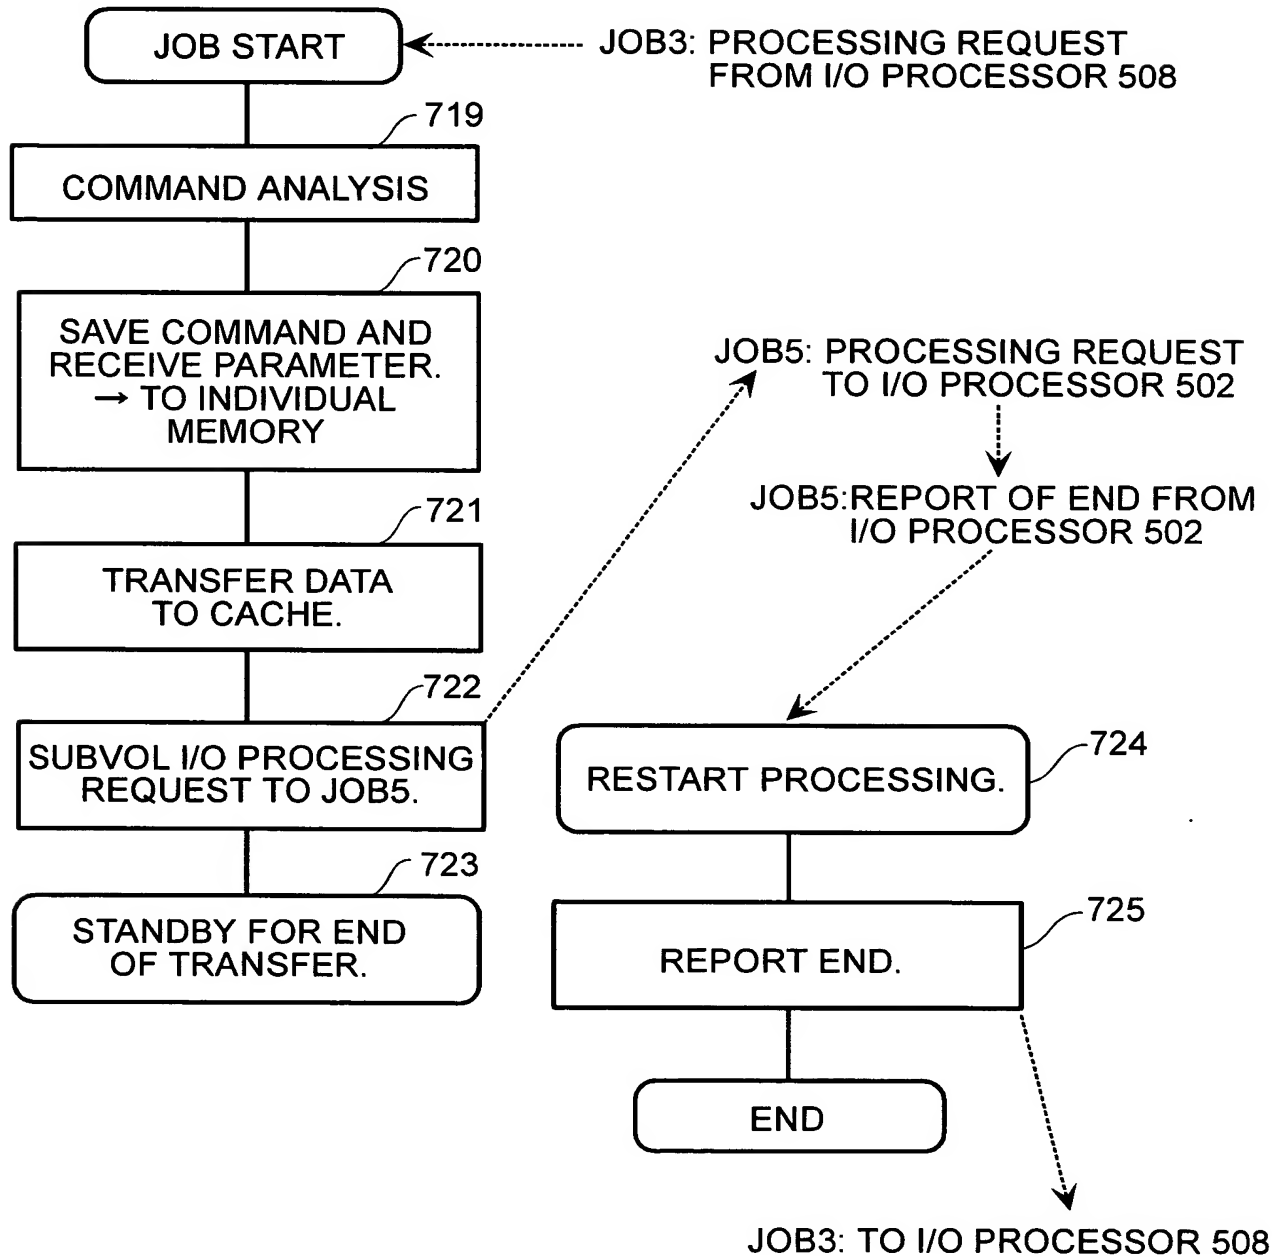 JOB START
JOB3: PROCESSING REQUEST
FROM I/O PROCESSOR 508
719
COMMAND ANALYSIS
720
SAVE COMMAND AND
RECEIVE PARAMETER.
→ TO INDIVIDUAL
MEMORY
721
TRANSFER DATA
TO CACHE.
722
SUBVOL I/O PROCESSING
REQUEST TO JOB5.
723
STANDBY FOR END
OF TRANSFER.
JOB5: PROCESSING REQUEST
TO I/O PROCESSOR 502
JOB5:REPORT OF END FROM
I/O PROCESSOR 502
724
RESTART PROCESSING.
725
REPORT END.
END
JOB3: TO I/O PROCESSOR 508